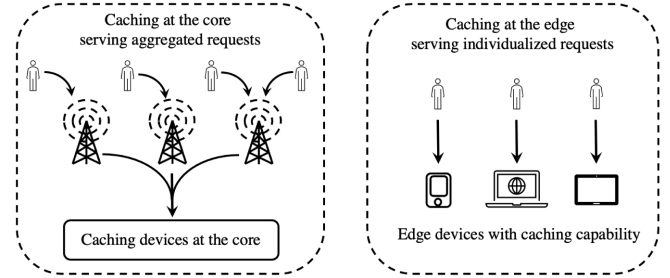 Caching at the core
serving aggregated requests
Caching devices at the core
Caching at the edge
serving individualized requests
Edge devices with caching capability